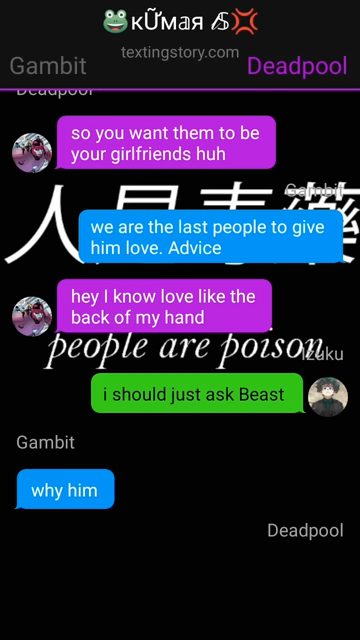 🐸кỮмая 𝓁𝓈💢
textingstory.com
Gambit
Deadpool
Deadpool
so you want them to be
your girlfriends huh
Gambit
we are the last people to give
him love. Advice
hey I know love like the
back of my hand
people are poison
Izuku
i should just ask Beast
Gambit
why him
Deadpool